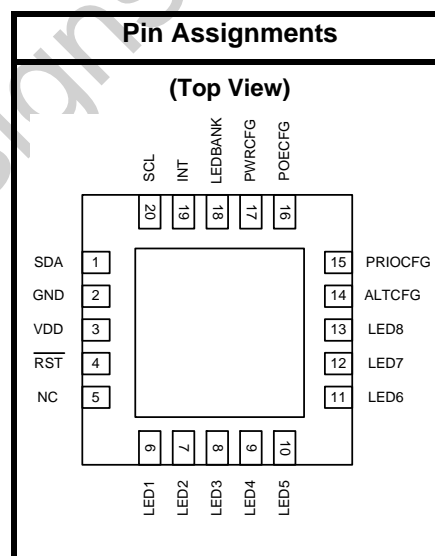 Pin Assignments
(Top View)
SCL
INT
LEDBANK
PWRCFG
POECFG
20
19
18
17
16
SDA 1
GND 2
VDD 3
RST 4
NC 5
15 PRIOCFG
14 ALTCFG
13 LED8
12 LED7
11 LED6
6
7
8
9
10
LED1
LED2
LED3
LED4
LED5